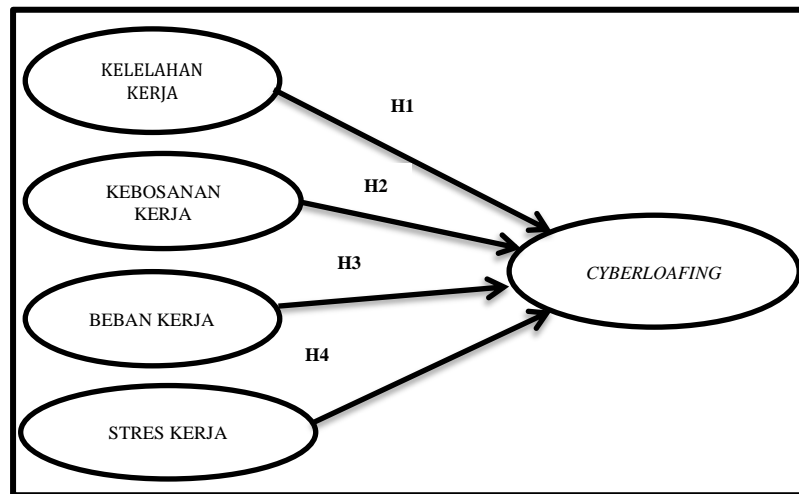 KELELAHAN
KERJA
H1
KEBOSANAN
KERJA
H2
CYBERLOAFING
H3
BEBAN KERJA
H4
STRES KERJA